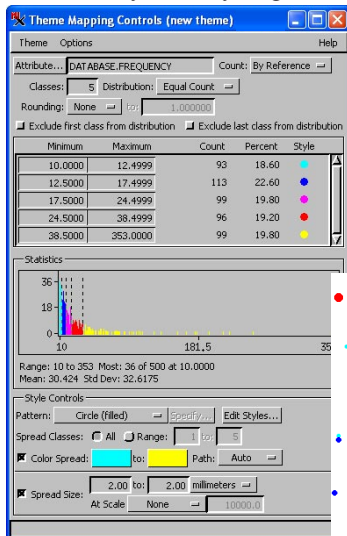 Theme Mapping Controls (new theme)
Theme Options Help
Attribute... DATABASE.FREQUENCY Count: By Reference
Classes: 5 Distribution: Equal Count
Rounding: None to: 1.000000
Exclude first class from distribution Exclude last class from distribution
Minimum Maximum Count Percent Style
10.0000 12.4999 93 18.60
12.5000 17.4999 113 22.60
17.5000 24.4999 99 19.80
24.5000 38.4999 96 19.20
38.5000 353.0000 99 19.80
Statistics
36
18
0
10 181.5 35
Range: 10 to 353 Most: 36 of 500 at 10.0000
Mean: 30.424 Std Dev: 32.6175
Style Controls
Pattern: Circle (filled) Specify... Edit Styles...
Spread Classes: All Range: 1 to: 5
Color Spread: to: Path: Auto
Spread Size: 2.00 to: 2.00 millimeters
At Scale None 10000.0